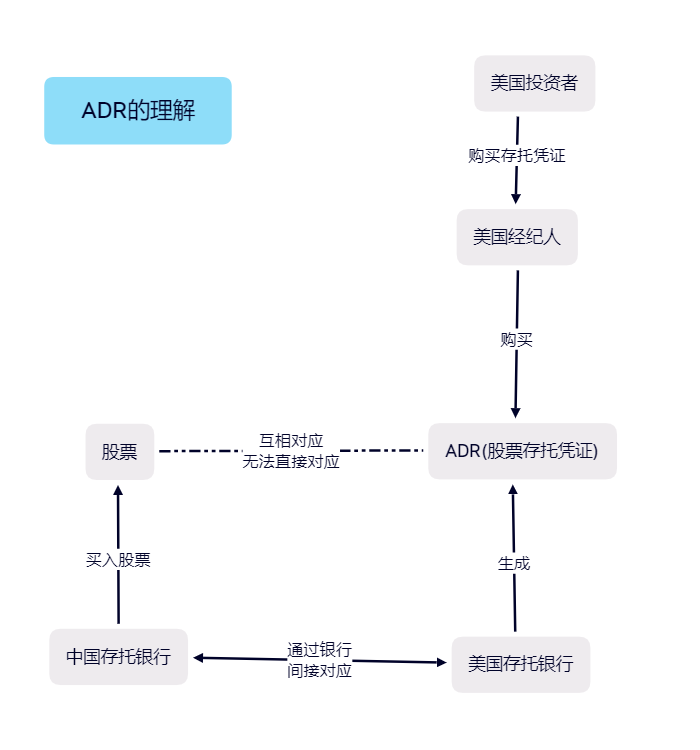 ADR的理解
美国投资者
购买存托凭证
美国经纪人
购买
股票
互相对应
无法直接对应
ADR(股票存托凭证)
买入股票
生成
中国存托银行
通过银行
间接对应
美国存托银行